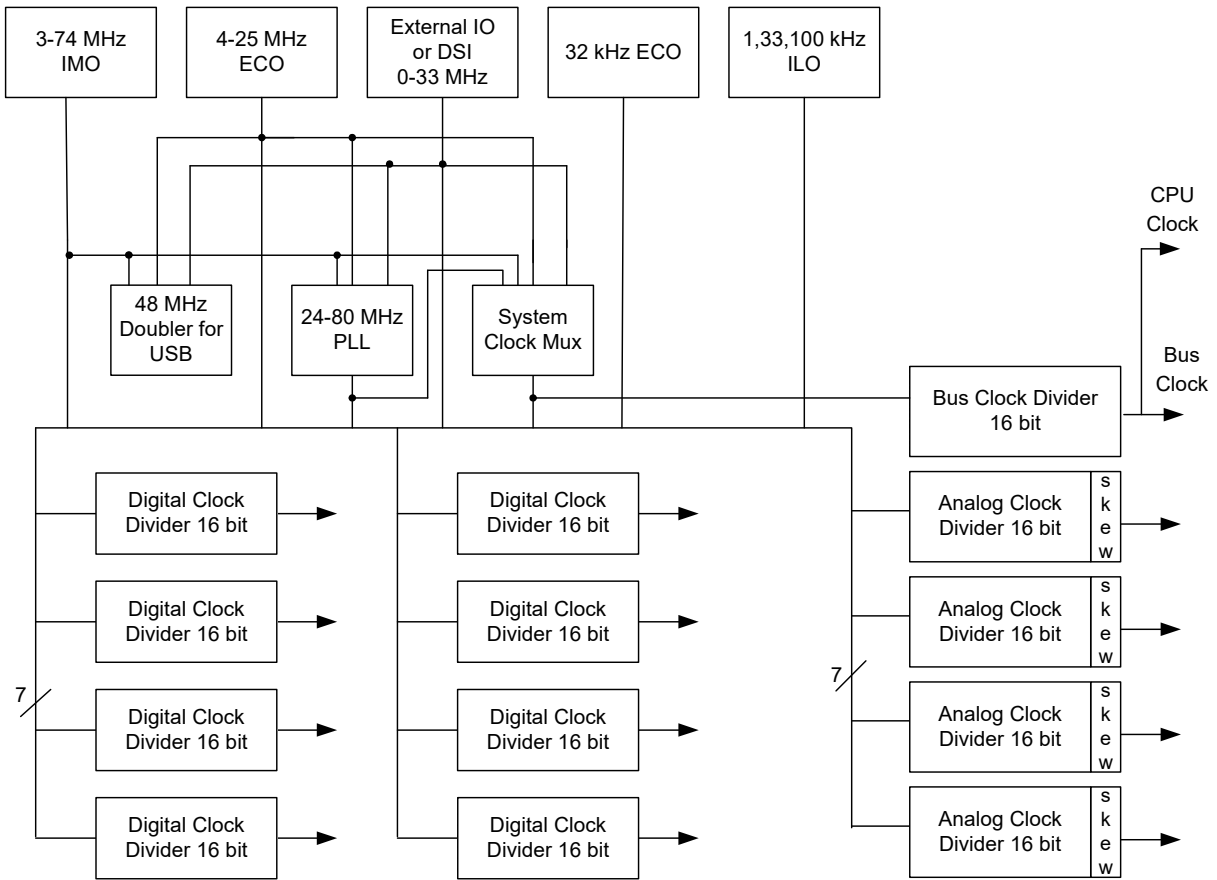 3-74 MHz
IMO
4-25 MHz
ECO
External IO
or DSI
0-33 MHz
32 kHz ECO
1,33,100 kHz
ILO
CPU
Clock
48 MHz
Doubler for
USB
24-80 MHz
PLL
System
Clock Mux
Bus
Clock
Bus Clock Divider
16 bit
Digital Clock
Divider 16 bit
Digital Clock
Divider 16 bit
Analog Clock
Divider 16 bit
s
k
e
w
Digital Clock
Divider 16 bit
Digital Clock
Divider 16 bit
Analog Clock
Divider 16 bit
s
k
e
w
7
7
Digital Clock
Divider 16 bit
Digital Clock
Divider 16 bit
Analog Clock
Divider 16 bit
s
k
e
w
Digital Clock
Divider 16 bit
Digital Clock
Divider 16 bit
Analog Clock
Divider 16 bit
s
k
e
w